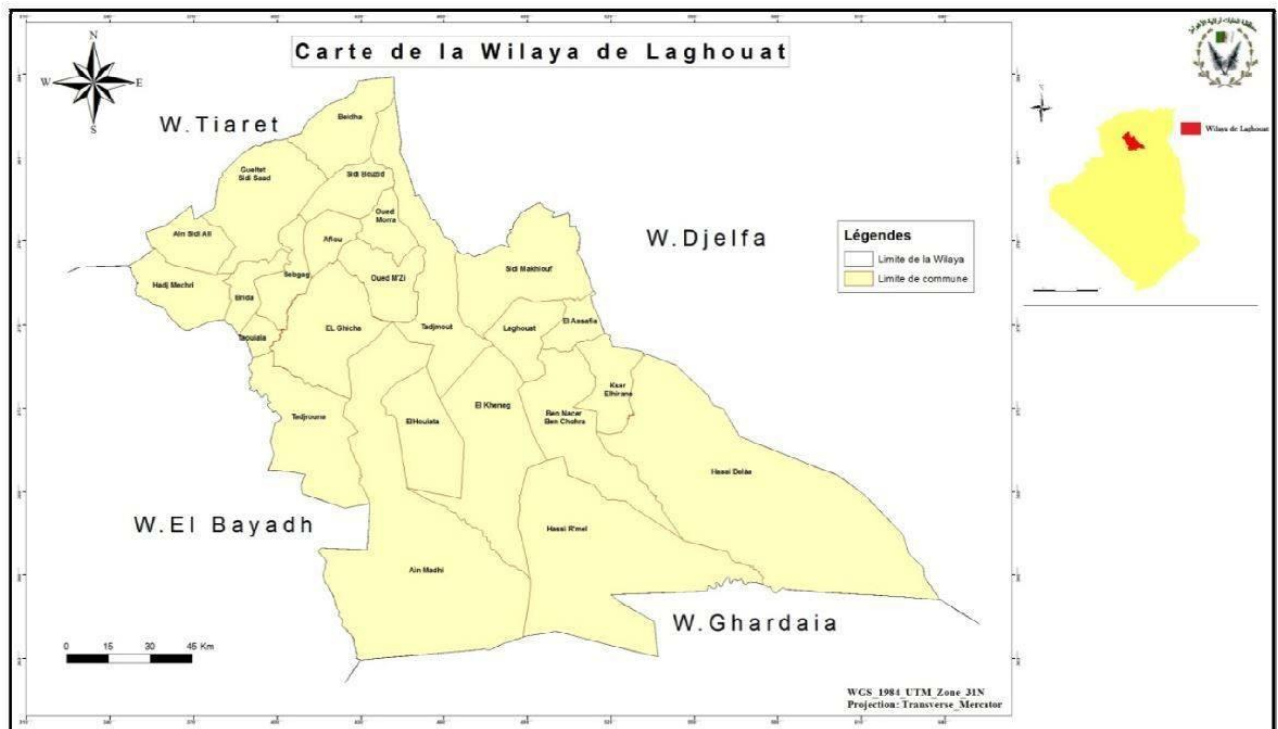 Carte de la Wilaya de Laghouat
N
W
E
S
W.Tiaret
Beidha
Gueltet
Sidi Saad
Sidi Bouzid
Oued
Morra
Ain Sidi Ali
Aflou
W.Djelfa
Sebgag
Oued M'Zi
Sidi Makhlouf
Hadj Mechri
Brida
Taouiala
EL Ghicha
Tadjmout
Laghouat
El Assafia
Ksar
Elhirane
Tadjrouna
ElHouiata
El Kheneg
Ben Nacer
Ben Chohra
Hassi Delaa
W.El Bayadh
Hassi R'mel
Ain Madhi
W.Ghardaia
0 15 30 45 Km
Légendes
Limite de la Wilaya
Limite de commune
Wilaya de Laghouat
WGS_1984_UTM_Zone_31N
Projection: Transverse_Mercator